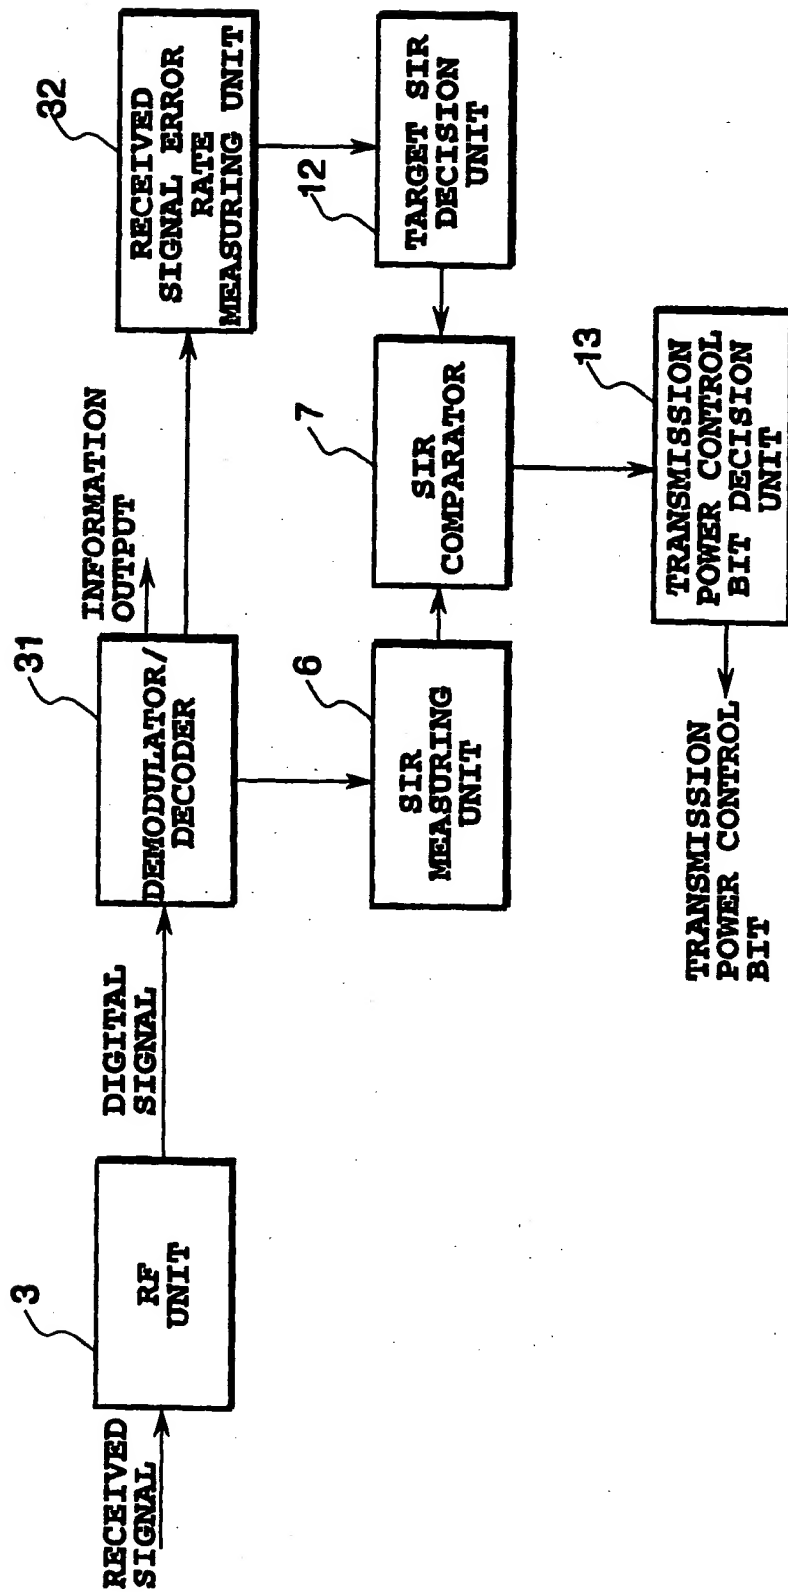 RECEIVED
SIGNAL
3
RF
UNIT
DIGITAL
SIGNAL
31
DEMODULATOR/
DECODER
INFORMATION
OUTPUT
32
RECEIVED
SIGNAL ERROR
RATE
MEASURING UNIT
6
SIR
MEASURING
UNIT
7
SIR
COMPARATOR
12
TARGET SIR
DECISION
UNIT
13
TRANSMISSION
POWER CONTROL
BIT DECISION
UNIT
TRANSMISSION
POWER CONTROL
BIT